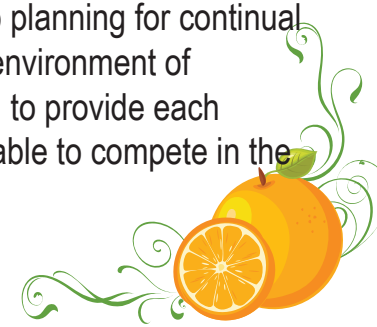 planning for continual
environment of
to provide each
able to compete in the